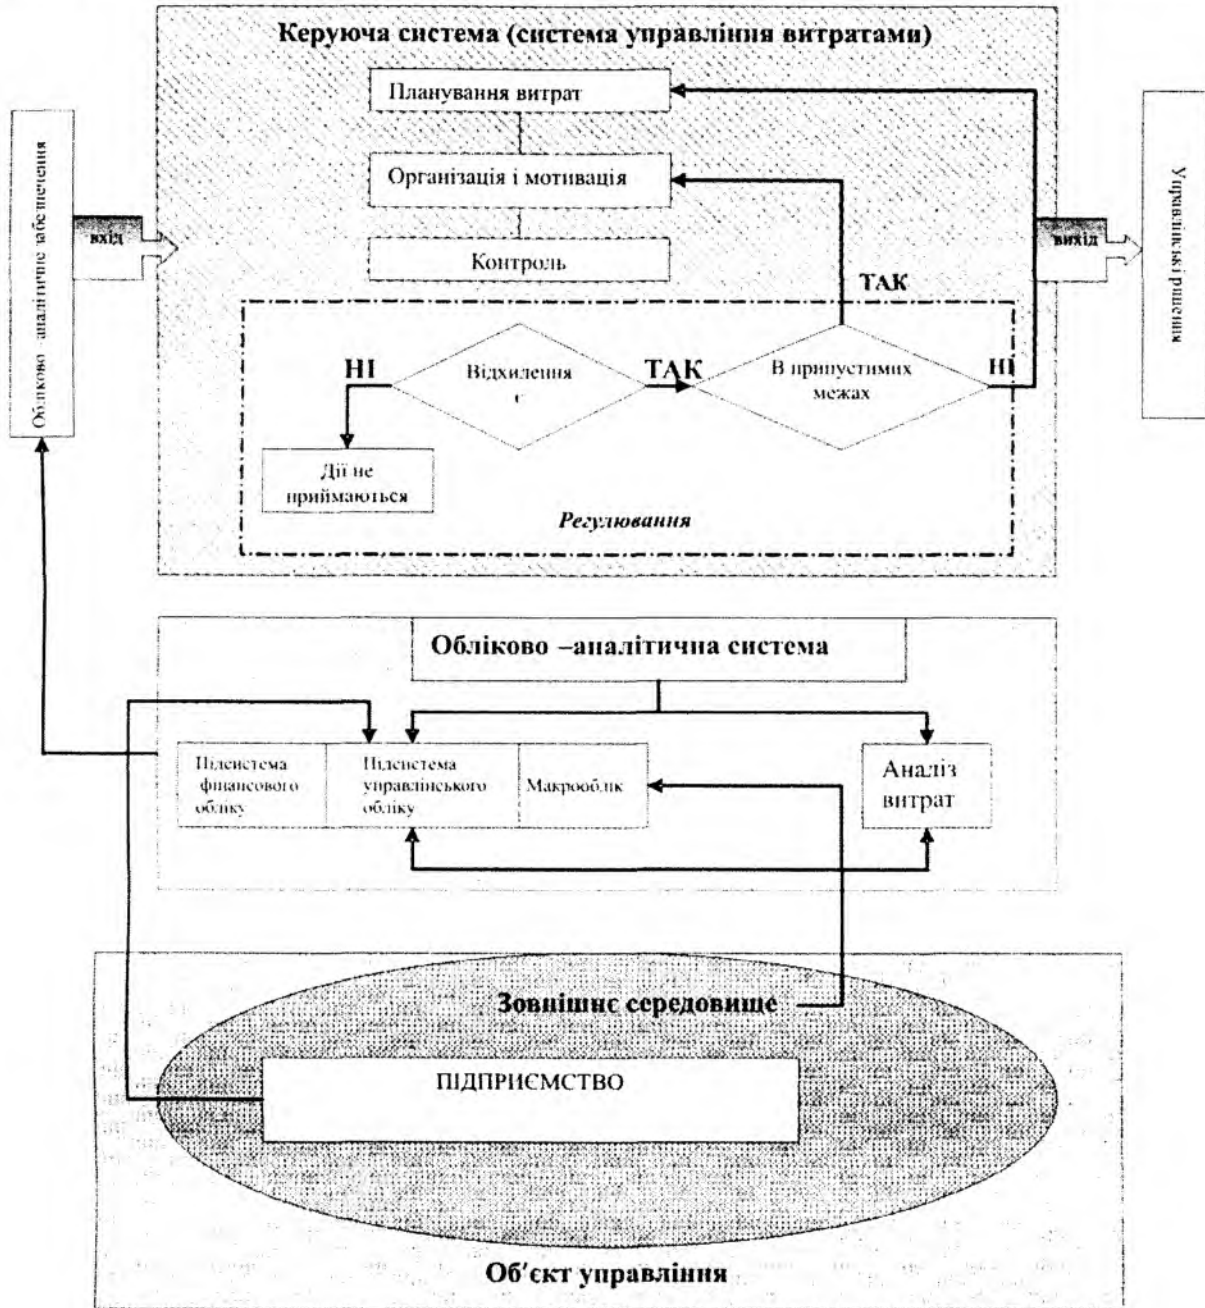 Керуюча система (система управління витратами)
Планування витрат
Організація і мотивація
Контроль
Обліково – аналітичне забезпечення
вхід
вихід
Управлінські рішення
ТАК
НІ
Відхилення
є
ТАК
В припустимих
межах
НІ
Дії не
приймаються
Регулювання
Обліково –аналітична система
Підсистема
фінансового
обліку
Підсистема
управлінського
обліку
Макрооблік
Аналіз
витрат
Зовнішнє середовище
ПІДПРИЄМСТВО
Об'єкт управління